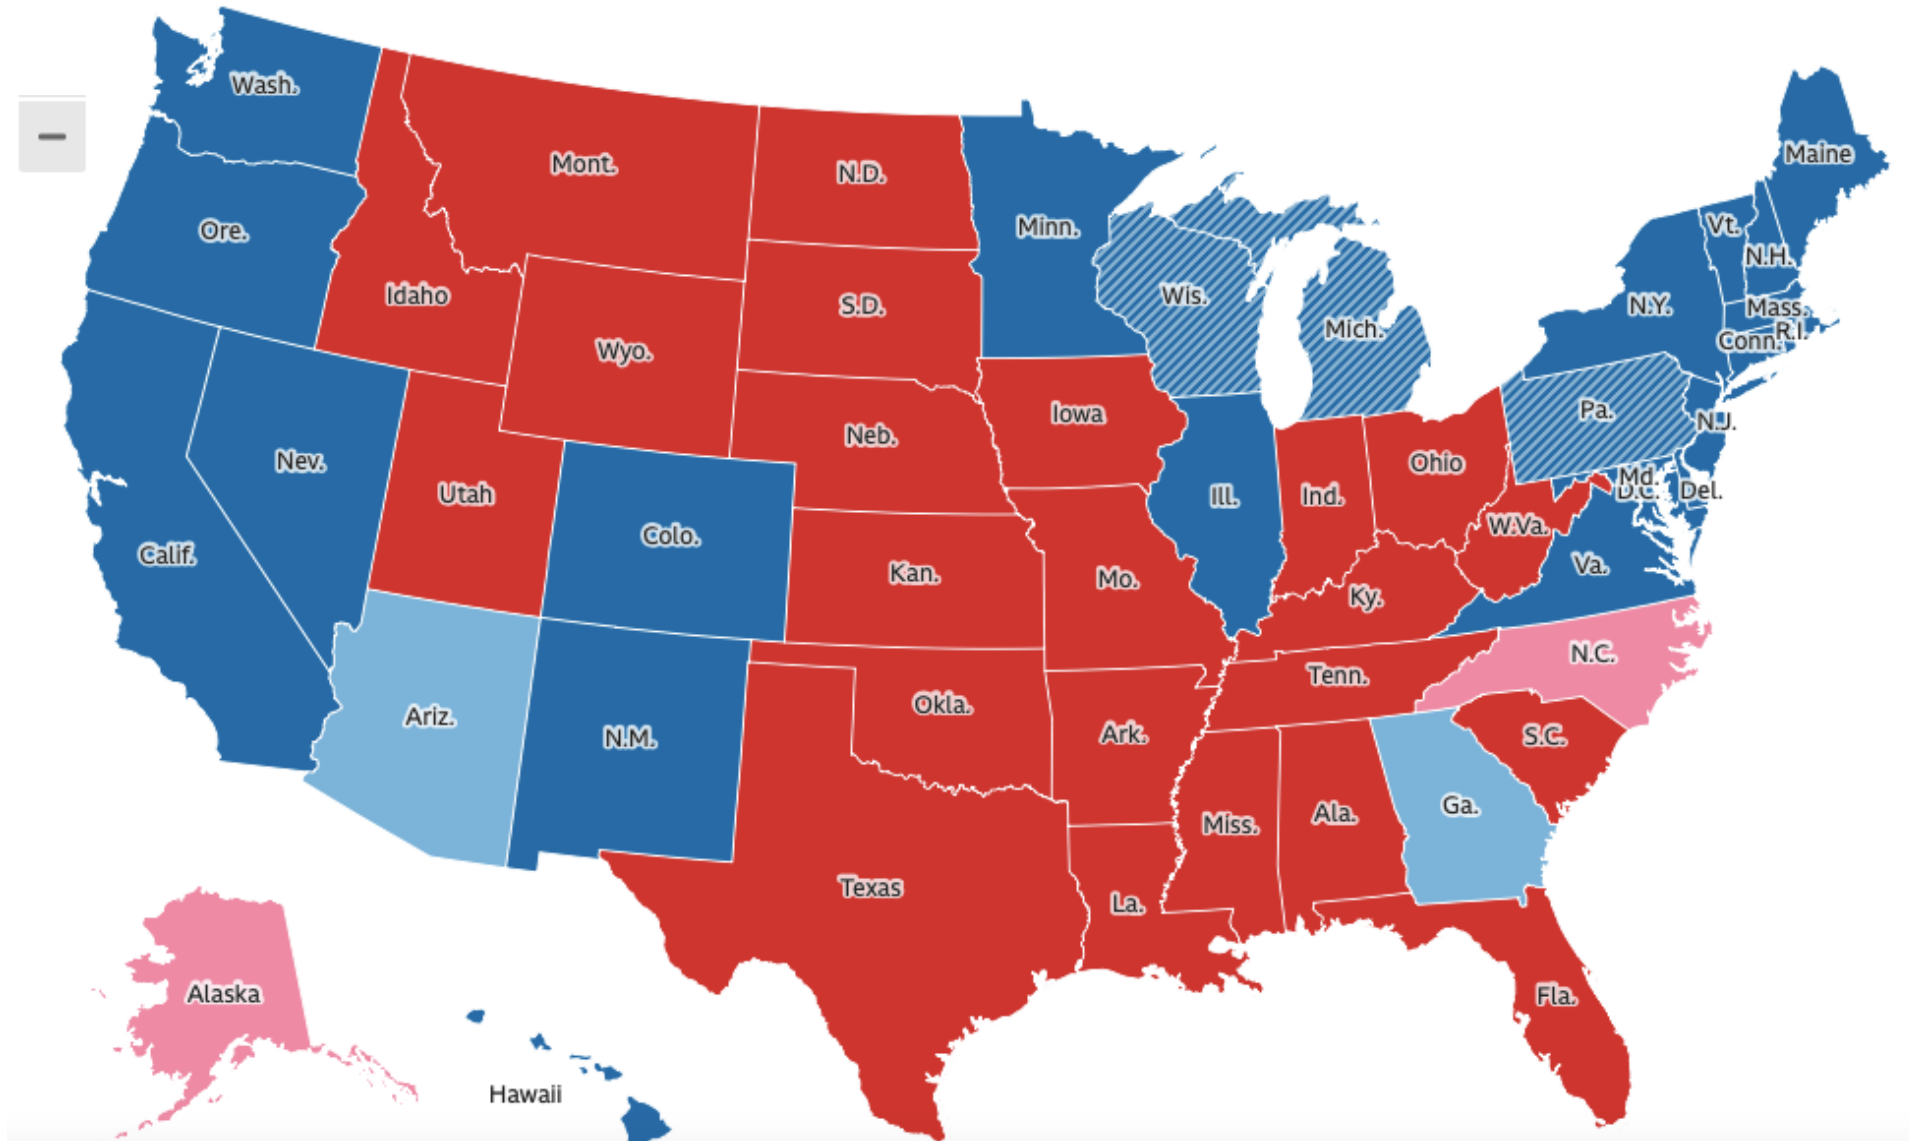 Wash.
Maine
Mont.
N.D.
Minn.
Vt.
Ore.
N.H.
Idaho
S.D.
Wis.
N.Y.
Mass.
Mich.
R.I.
Conn.
Wyo.
Iowa
Pa.
N.J.
Neb.
Nev.
Utah
Ill.
Ind.
Ohio
Md.
D.C.
Del.
Colo.
W.Va.
Calif.
Kan.
Mo.
Va.
Ky.
N.C.
Tenn.
Ariz.
N.M.
Okla.
Ark.
S.C.
Miss.
Ala.
Ga.
Texas
La.
Alaska
Fla.
Hawaii